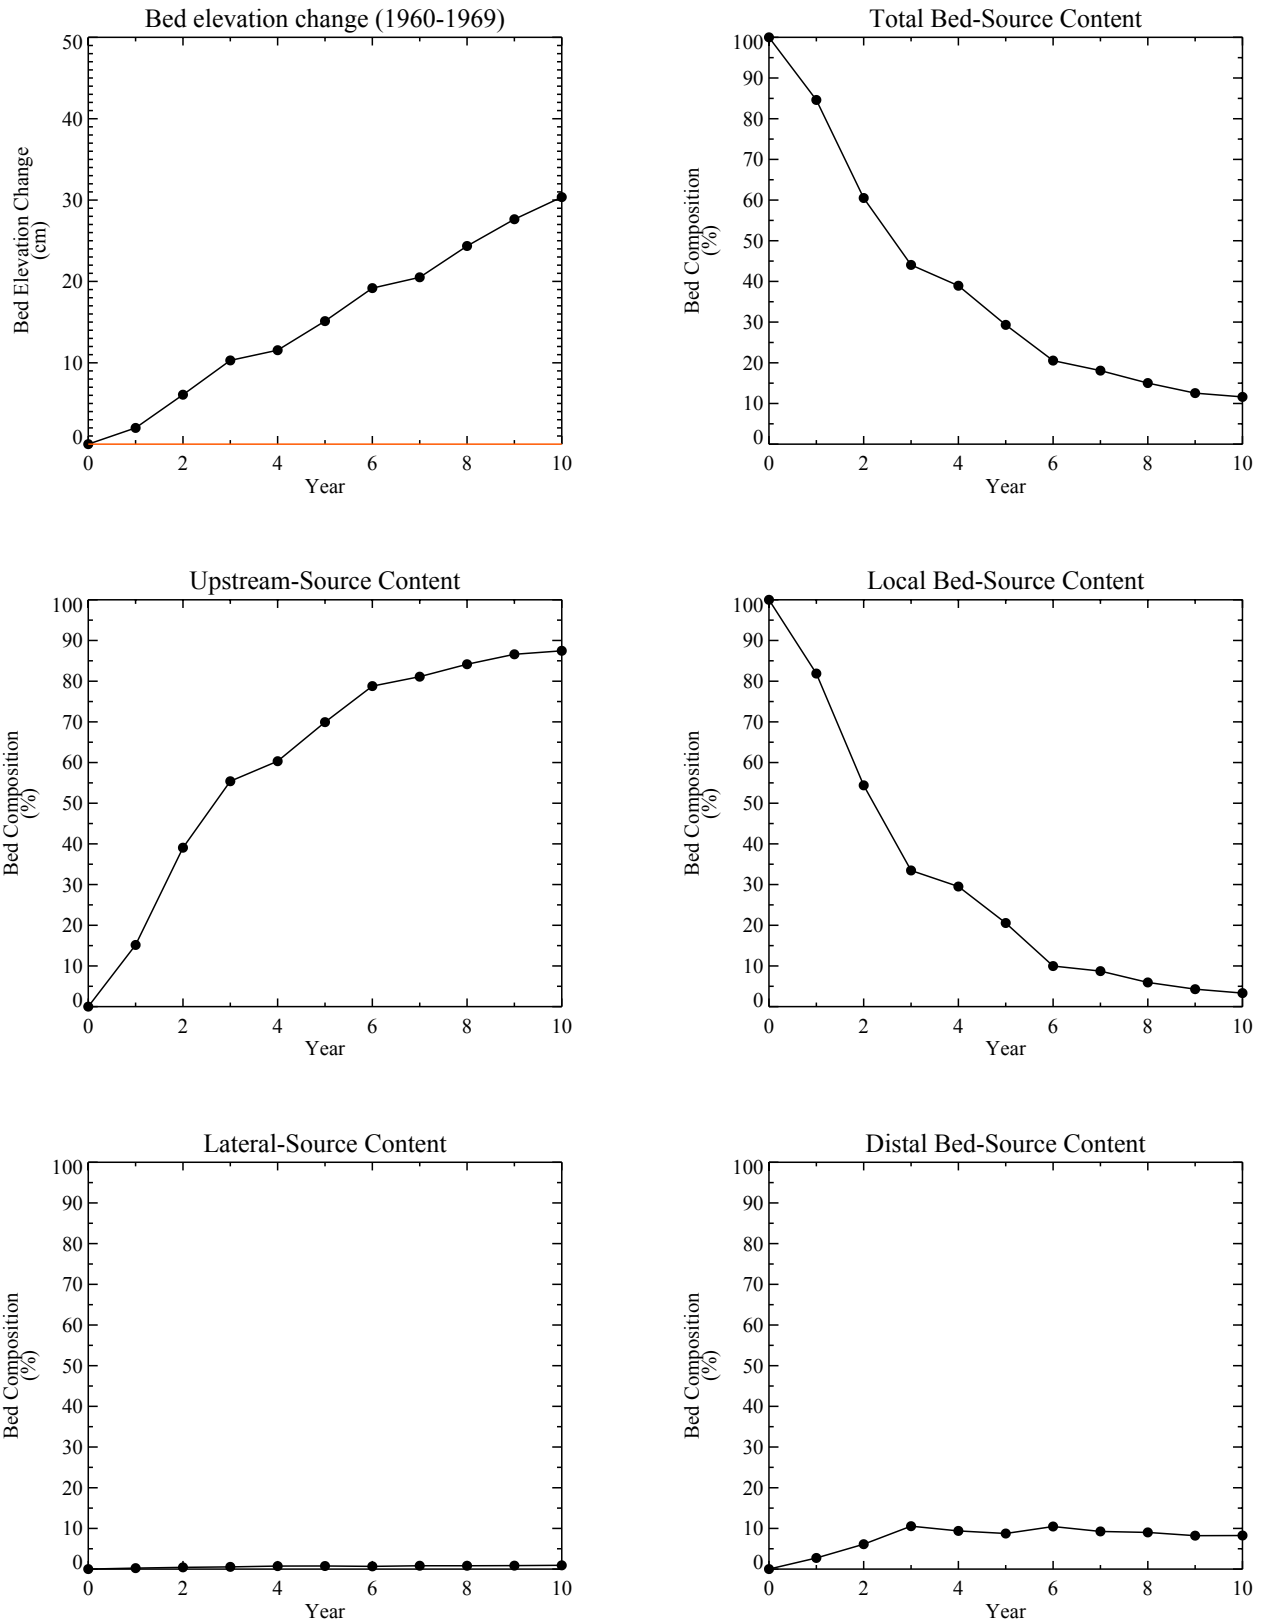 Bed elevation change (1960-1969)
50
40
30
20
10
0
Bed Elevation Change
(cm)
0 2 4 6 8 10
Year
Total Bed-Source Content
100
90
80
70
60
50
40
30
20
10
0
Bed Composition
(%)
0 2 4 6 8 10
Year
Upstream-Source Content
100
90
80
70
60
50
40
30
20
10
0
Bed Composition
(%)
0 2 4 6 8 10
Year
Local Bed-Source Content
100
90
80
70
60
50
40
30
20
10
0
Bed Composition
(%)
0 2 4 6 8 10
Year
Lateral-Source Content
100
90
80
70
60
50
40
30
20
10
0
Bed Composition
(%)
0 2 4 6 8 10
Year
Distal Bed-Source Content
100
90
80
70
60
50
40
30
20
10
0
Bed Composition
(%)
0 2 4 6 8 10
Year